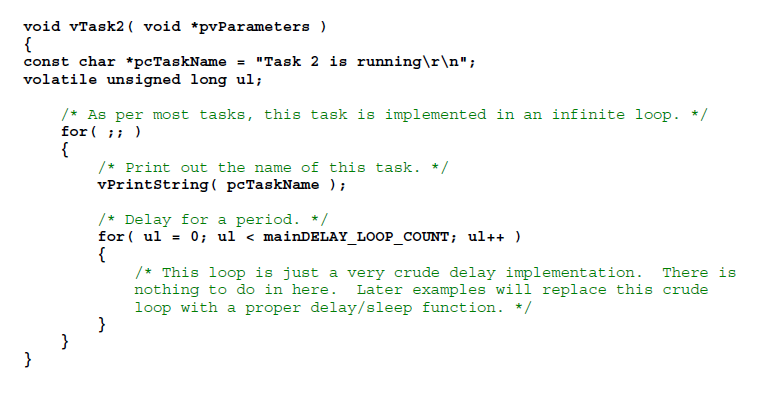 void vTask2( void *pvParameters )
{
const char *pcTaskName = "Task 2 is running\r\n";
volatile unsigned long ul;

    /* As per most tasks, this task is implemented in an infinite loop. */
    for( ;; )
    {
        /* Print out the name of this task. */
        vPrintString( pcTaskName );

        /* Delay for a period. */
        for( ul = 0; ul < mainDELAY_LOOP_COUNT; ul++ )
        {
            /* This loop is just a very crude delay implementation.  There is
            nothing to do in here.  Later examples will replace this crude
            loop with a proper delay/sleep function. */
        }
    }
}